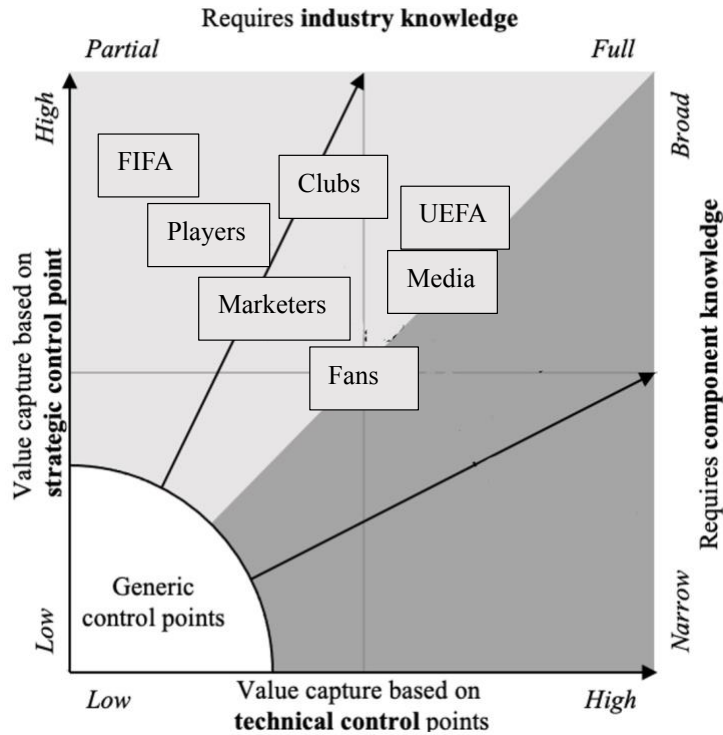 Requires industry knowledge
Partial
Full
High
Broad
FIFA
Clubs
UEFA
Players
Media
Marketers
Fans
Value capture based on
strategic control point
Requires component knowledge
Generic
control points
Low
Narrow
Low
Value capture based on
technical control points
High